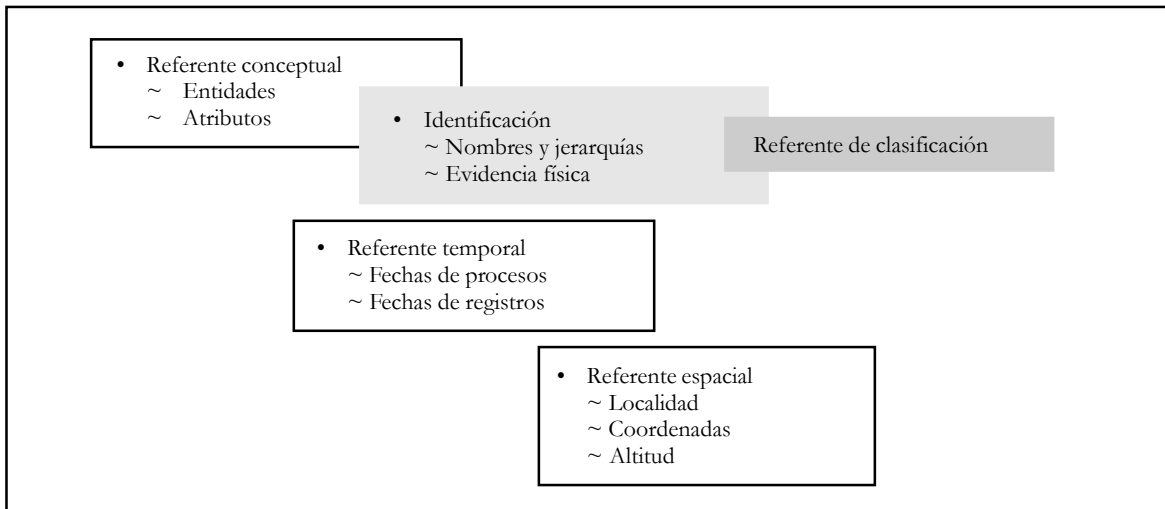 • Referente conceptual
~ Entidades
~ Atributos
• Identificación
~ Nombres y jerarquías
~ Evidencia física
Referente de clasificación
• Referente temporal
~ Fechas de procesos
~ Fechas de registros
• Referente espacial
~ Localidad
~ Coordenadas
~ Altitud